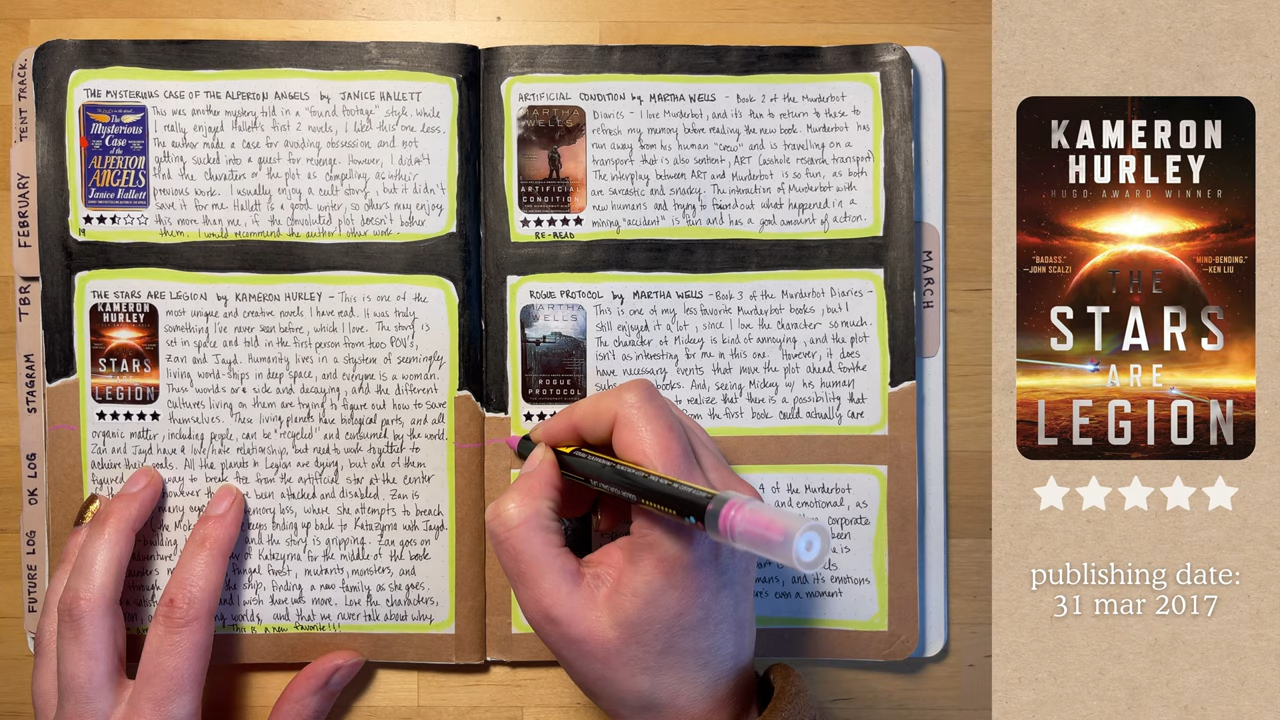 TENT TRACK.
FEBRUARY
TBR
STAGRAM
OK LOG
FUTURE LOG
THE MYSTERIOUS CASE OF THE ALPERTON ANGELS by JANICE HALLETT
The
Mysterious
Case
of the
ALPERTON
ANGELS
Janice Hallett
This was another mystery told in a "found footage" style. While
I really enjoyed Hallett's first 2 novels, I liked this one less.
The author made a case for avoiding obsession and not
getting sucked into a quest for revenge. However, I didn't
find the characters or the plot as compelling as their
previous work. I usually love a cult story, but it didn't
save it for me. Hallett is a good writer, so others may enjoy
this more than me, if the convoluted plot doesn't bother
them. I would recommend the author's other work.
THE STARS ARE LEGION by KAMERON HURLEY - This is one of the
KAMERON
HURLEY
THE
STARS
ARE
LEGION
most unique and creative novels I have read. It was truly
something I've never seen before, which I love. The story is
set in space and told in the first person from two POV's,
Zan and Jayd. Humanity lives in a system of seemingly
living world-ships in deep space, and everyone is a woman.
These worlds are sick and decaying, and the different
cultures living on them are trying to figure out how to save
themselves. These living planets have biological parts, and all
organic matter, including people, can be "recycled" and consumed by the world.
Zan and Jayd have a love/hate relationship, but need to work together to
achieve their goals. All the planets in Legion are dying, but one of them
figured way to break free from the artificial star at the center
however been attacked and disabled. Zan is
many cyc memory loss, where she attempts to breach
the Mok keeps ending up back to Katazyrna with Jayd.
building and the story is gripping. Zan goes on
adventure of Katazyrna for the middle of the book
fungal forest, mutants, monsters, and
the ship, finding a new family as she goes.
and I wish there was more. Love the characters,
worlds, and that we never talk about why
This is a new favorite!!!
ARTIFICIAL CONDITION by MARTHA WELLS - Book 2 of the Murderbot
MARTHA
WELLS
ARTIFICIAL
CONDITION
RE-READ
Diaries - I love Murderbot, and it's fun to return to these to
refresh my memory before reading the new book. Murderbot has
run away from his human "crew" and is traveling on a
transport that is also sentient, ART (asshole research transport)
The interplay between ART and Murderbot is so fun, as both
are sarcastic and snarky. The interaction of Murderbot with
new humans and trying to find out what happened in a
mining "accident" is fun and has a good amount of action.
ROGUE PROTOCOL by MARTHA WELLS - Book 3 of the Murderbot Diaries -
MARTHA
WELLS
ROGUE
PROTOCOL
This is one of my less favorite Murderbot books, but
still enjoyed it a lot, since I love the character so much.
The character of Mickey is kind of annoying and the plot
isn't as interesting for me in this one. However, it does
have necessary events that move the plot ahead for the
books. And, seeing Mickey w/ his human
to realize that there is a possibility that
from the first book could actually care
4 of the Murderbot
and emotional, as
corporate
been
is
mans, and it's emotions
even a moment
MARCH
KAMERON
HURLEY
HUGO AWARD WINNER
"BADASS."
—JOHN SCALZI
"MIND-BENDING."
—KEN LIU
THE
STARS
ARE
LEGION
publishing date:
31 mar 2017